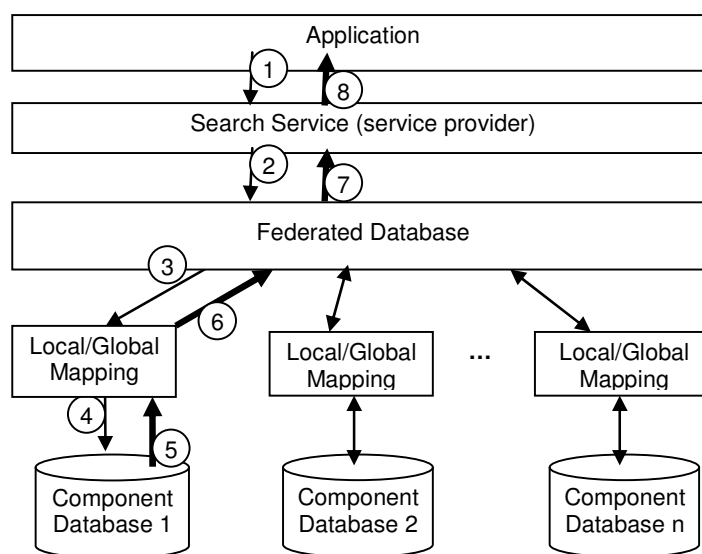 Application
1
8
Search Service (service provider)
2
7
Federated Database
3
6
Local/Global
Mapping
Local/Global
Mapping
...
Local/Global
Mapping
4
5
Component
Database 1
Component
Database 2
Component
Database n